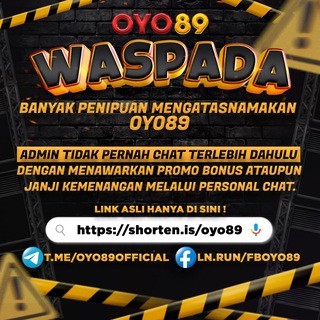 OYO89
WASPADA
BANYAK PENIPUAN MENGATASNAMAKAN
OYO89
ADMIN TIDAK PERNAH CHAT TERLEBIH DAHULU
DENGAN MENAWARKAN PROMO BONUS ATAUPUN
JANJI KEMENANGAN MELALUI PERSONAL CHAT.
LINK ASLI HANYA DI SINI !
https://shorten.is/oyo89
T.ME/OYO89OFFICIAL LN.RUN/FBOYO89